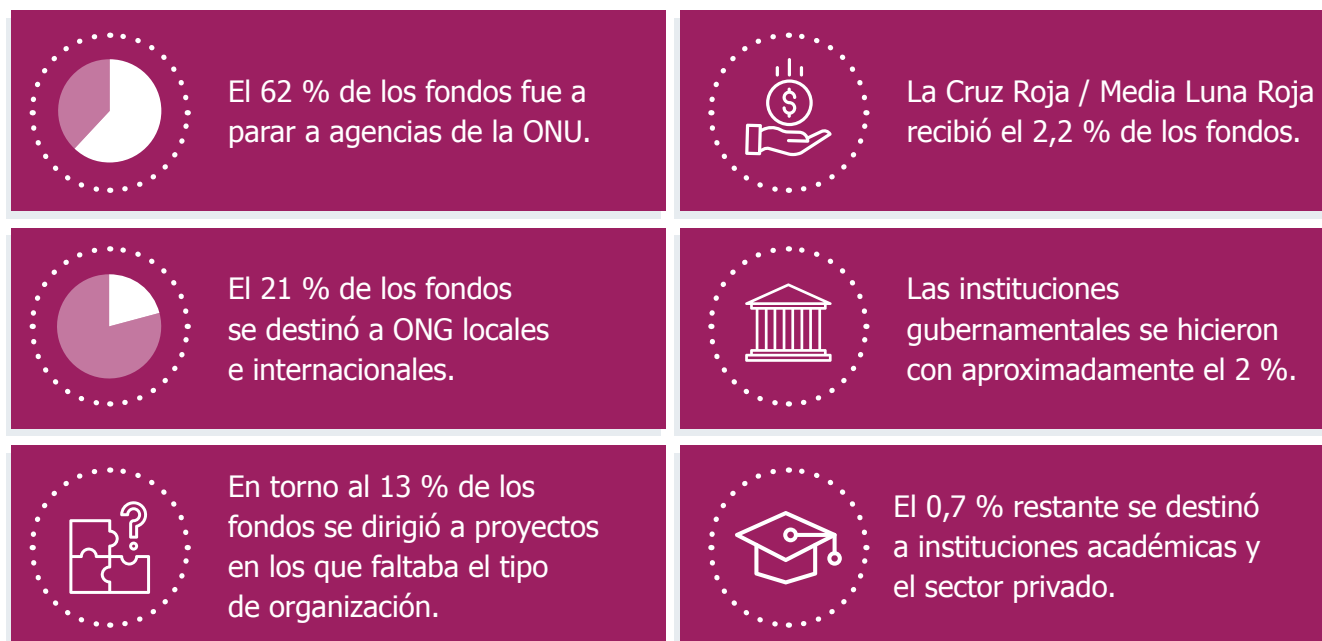 El 62 % de los fondos fue a
parar a agencias de la ONU.
La Cruz Roja / Media Luna Roja
recibió el 2,2 % de los fondos.
El 21 % de los fondos
se destinó a ONG locales
e internacionales.
Las instituciones
gubernamentales se hicieron
con aproximadamente el 2 %.
En torno al 13 % de los
fondos se dirigió a proyectos
en los que faltaba el tipo
de organización.
El 0,7 % restante se destinó
a instituciones académicas y
el sector privado.